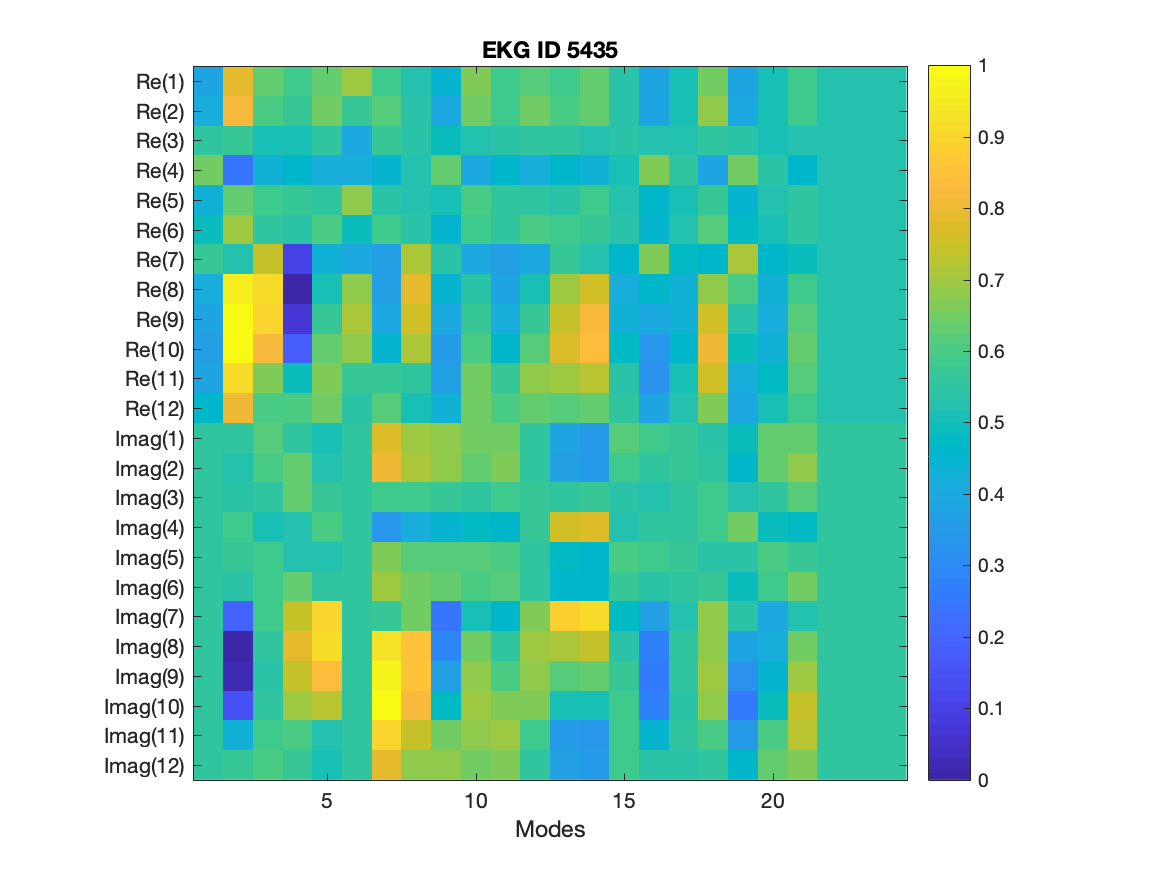 EKG ID 5435
Re(1)
Re(2)
Re(3)
Re(4)
Re(5)
Re(6)
Re(7)
Re(8)
Re(9)
Re(10)
Re(11)
Re(12)
Imag(1)
Imag(2)
Imag(3)
Imag(4)
Imag(5)
Imag(6)
Imag(7)
Imag(8)
Imag(9)
Imag(10)
Imag(11)
Imag(12)
5 10 15 20
Modes
1
0.9
0.8
0.7
0.6
0.5
0.4
0.3
0.2
0.1
0